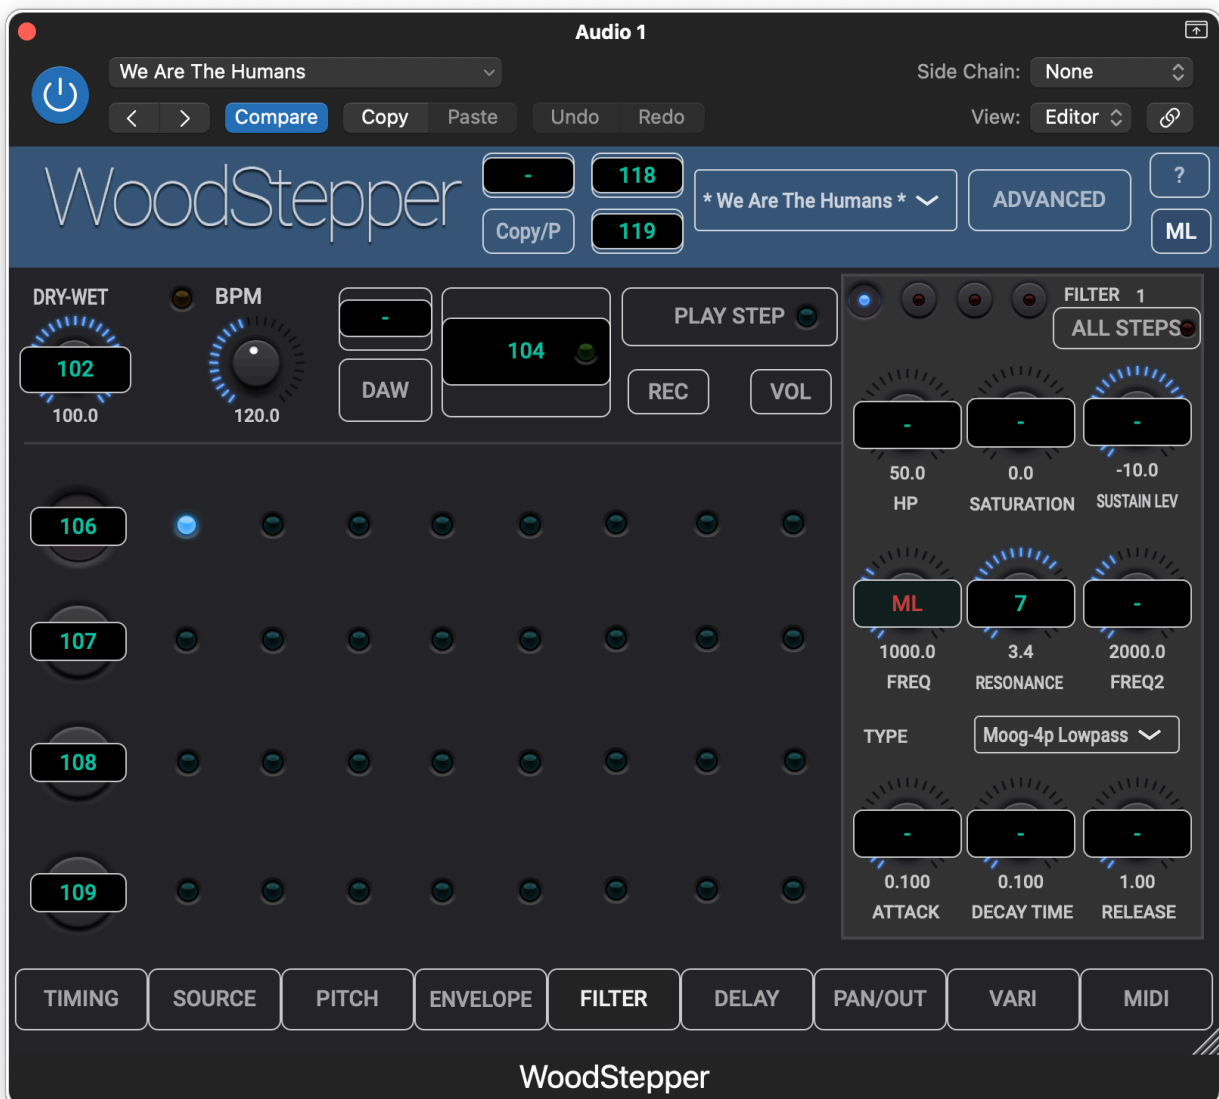 Audio 1
We Are The Humans
Side Chain: None
Compare Copy Paste Undo Redo
View: Editor
WoodStepper
-
118
* We Are The Humans *
ADVANCED
?
Copy/P
119
ML
DRY-WET
102
100.0
BPM
120.0
-
DAW
104
PLAY STEP
REC
VOL
FILTER 1
ALL STEPS
- - -
50.0 0.0 -10.0
HP SATURATION SUSTAIN LEV
ML 7 -
1000.0 3.4 2000.0
FREQ RESONANCE FREQ2
TYPE Moog-4p Lowpass
- - -
0.100 0.100 1.00
ATTACK DECAY TIME RELEASE
106
107
108
109
TIMING SOURCE PITCH ENVELOPE FILTER DELAY PAN/OUT VARI MIDI
WoodStepper